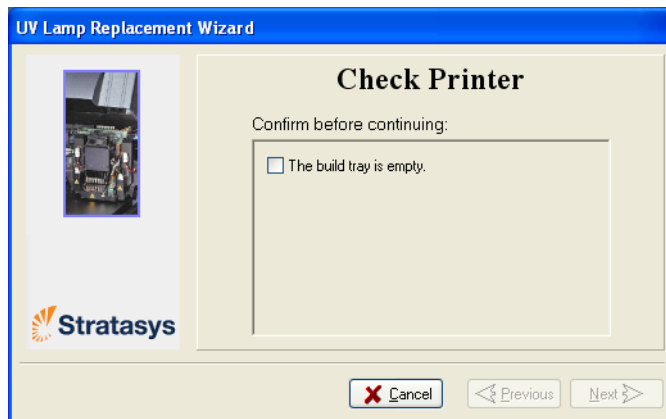 UV Lamp Replacement Wizard
Check Printer
Confirm before continuing:
The build tray is empty.
Stratasys
Cancel
Previous
Next